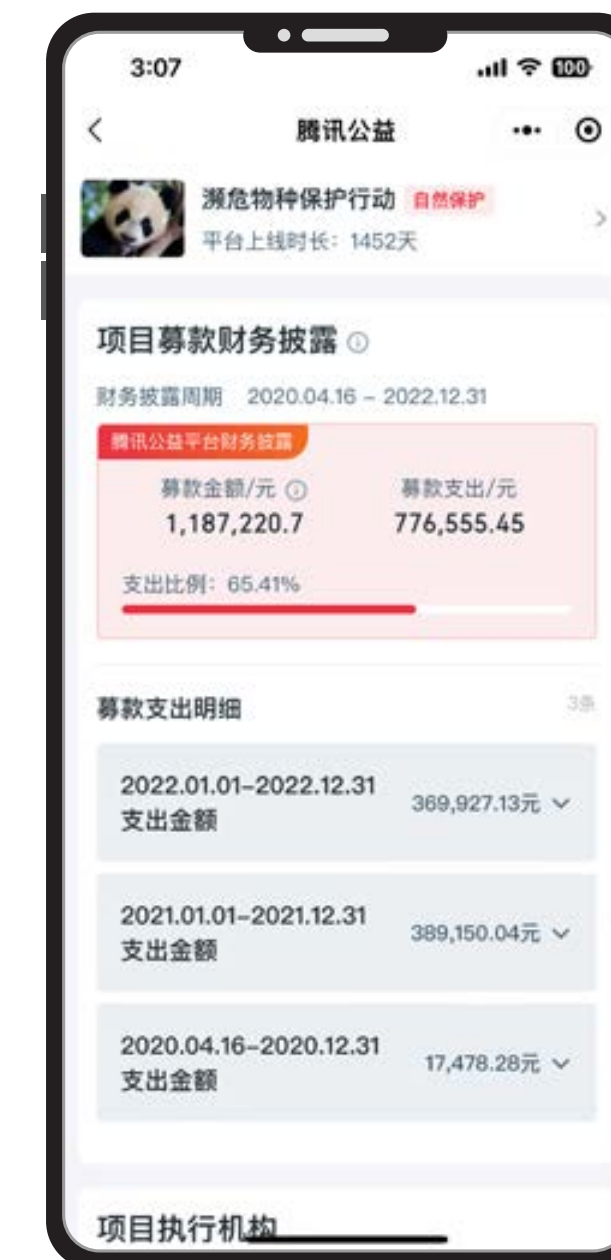 3:07
100
腾讯公益
濒危物种保护行动 自然保护
平台上线时长：1452天
项目募款财务披露
财务披露周期 2020.04.16 – 2022.12.31
腾讯公益平台财务披露
募款金额/元 募款支出/元
1,187,220.7 776,555.45
支出比例：65.41%
募款支出明细 3条
2022.01.01–2022.12.31
支出金额
369,927.13元
2021.01.01–2021.12.31
支出金额
389,150.04元
2020.04.16–2020.12.31
支出金额
17,478.28元
项目执行机构